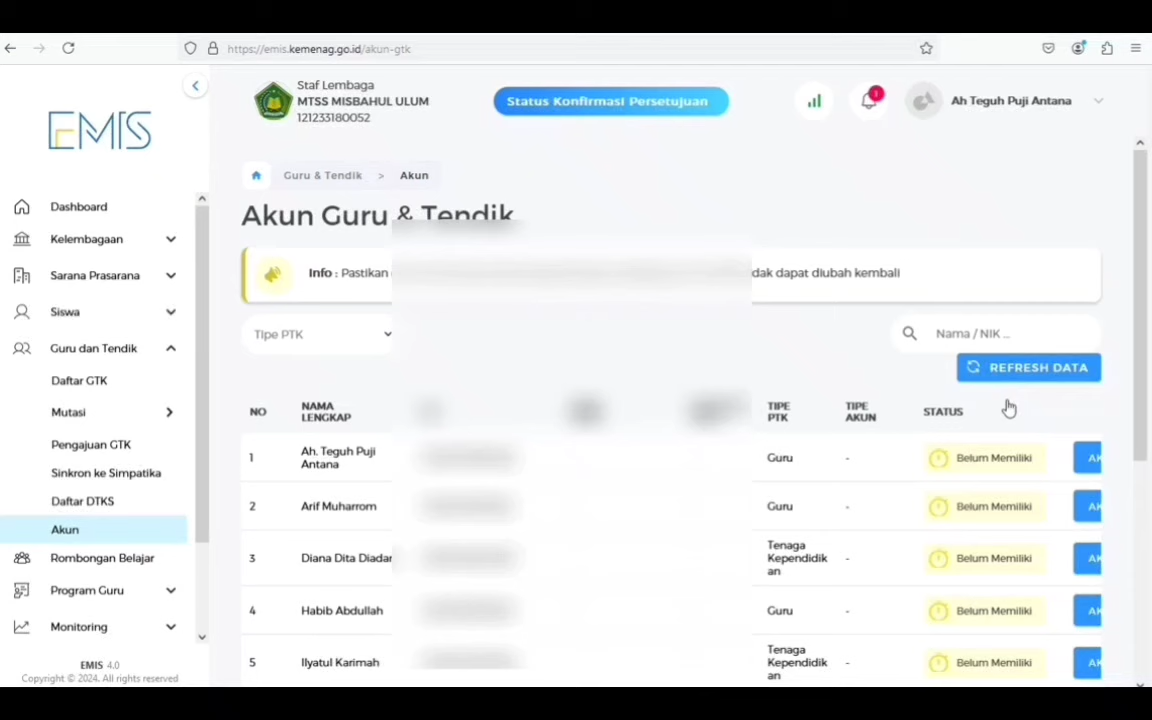 https://emis.kemenag.go.id/akun-gtk
Staf Lembaga
MTSS MISBAHUL ULUM
121233180052
Status Konfirmasi Persetujuan
1
Ah Teguh Puji Antana
EMIS
Guru & Tendik > Akun
Akun Guru & Tendik
Info : Pastikan
dak dapat diubah kembali
Tipe PTK
Nama / NIK ...
REFRESH DATA
Dashboard
Kelembagaan
Sarana Prasarana
Siswa
Guru dan Tendik
Daftar GTK
Mutasi
Pengajuan GTK
Sinkron ke Simpatika
Daftar DTKS
Akun
Rombongan Belajar
Program Guru
Monitoring
EMIS 4.0
Copyright © 2024. All rights reserved
NO NAMA LENGKAP TIPE PTK TIPE AKUN STATUS
1 Ah. Teguh Puji Antana Guru - Belum Memiliki AK
2 Arif Muharrom Guru - Belum Memiliki AK
3 Diana Dita Diadar Tenaga Kependidikan - Belum Memiliki AK
4 Habib Abdullah Guru - Belum Memiliki AK
5 Ilyatul Karimah Tenaga Kependidikan - Belum Memiliki AK